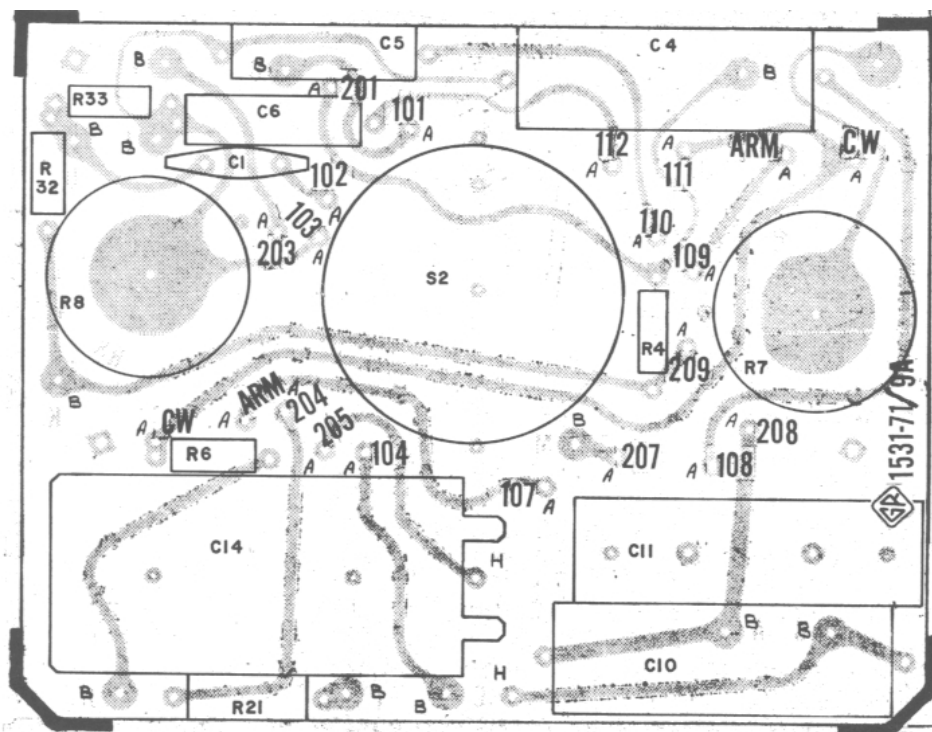 C5
C4
B
B
B
A
201
R33
C6
101
A
B
B
112
ARM
CW
R
32
C1
102
A
111
A
A
A
A
103
A
203
A
110
A
109
A
S2
R8
R4
A
209
R7
B
H
ARM
A
204
CW
A
A
205
B
208
A
R6
A
104
A
207
A
108
A
1531-71/9A
107
A
GR
C14
H
C11
B
B
C10
H
B
R21
B
B